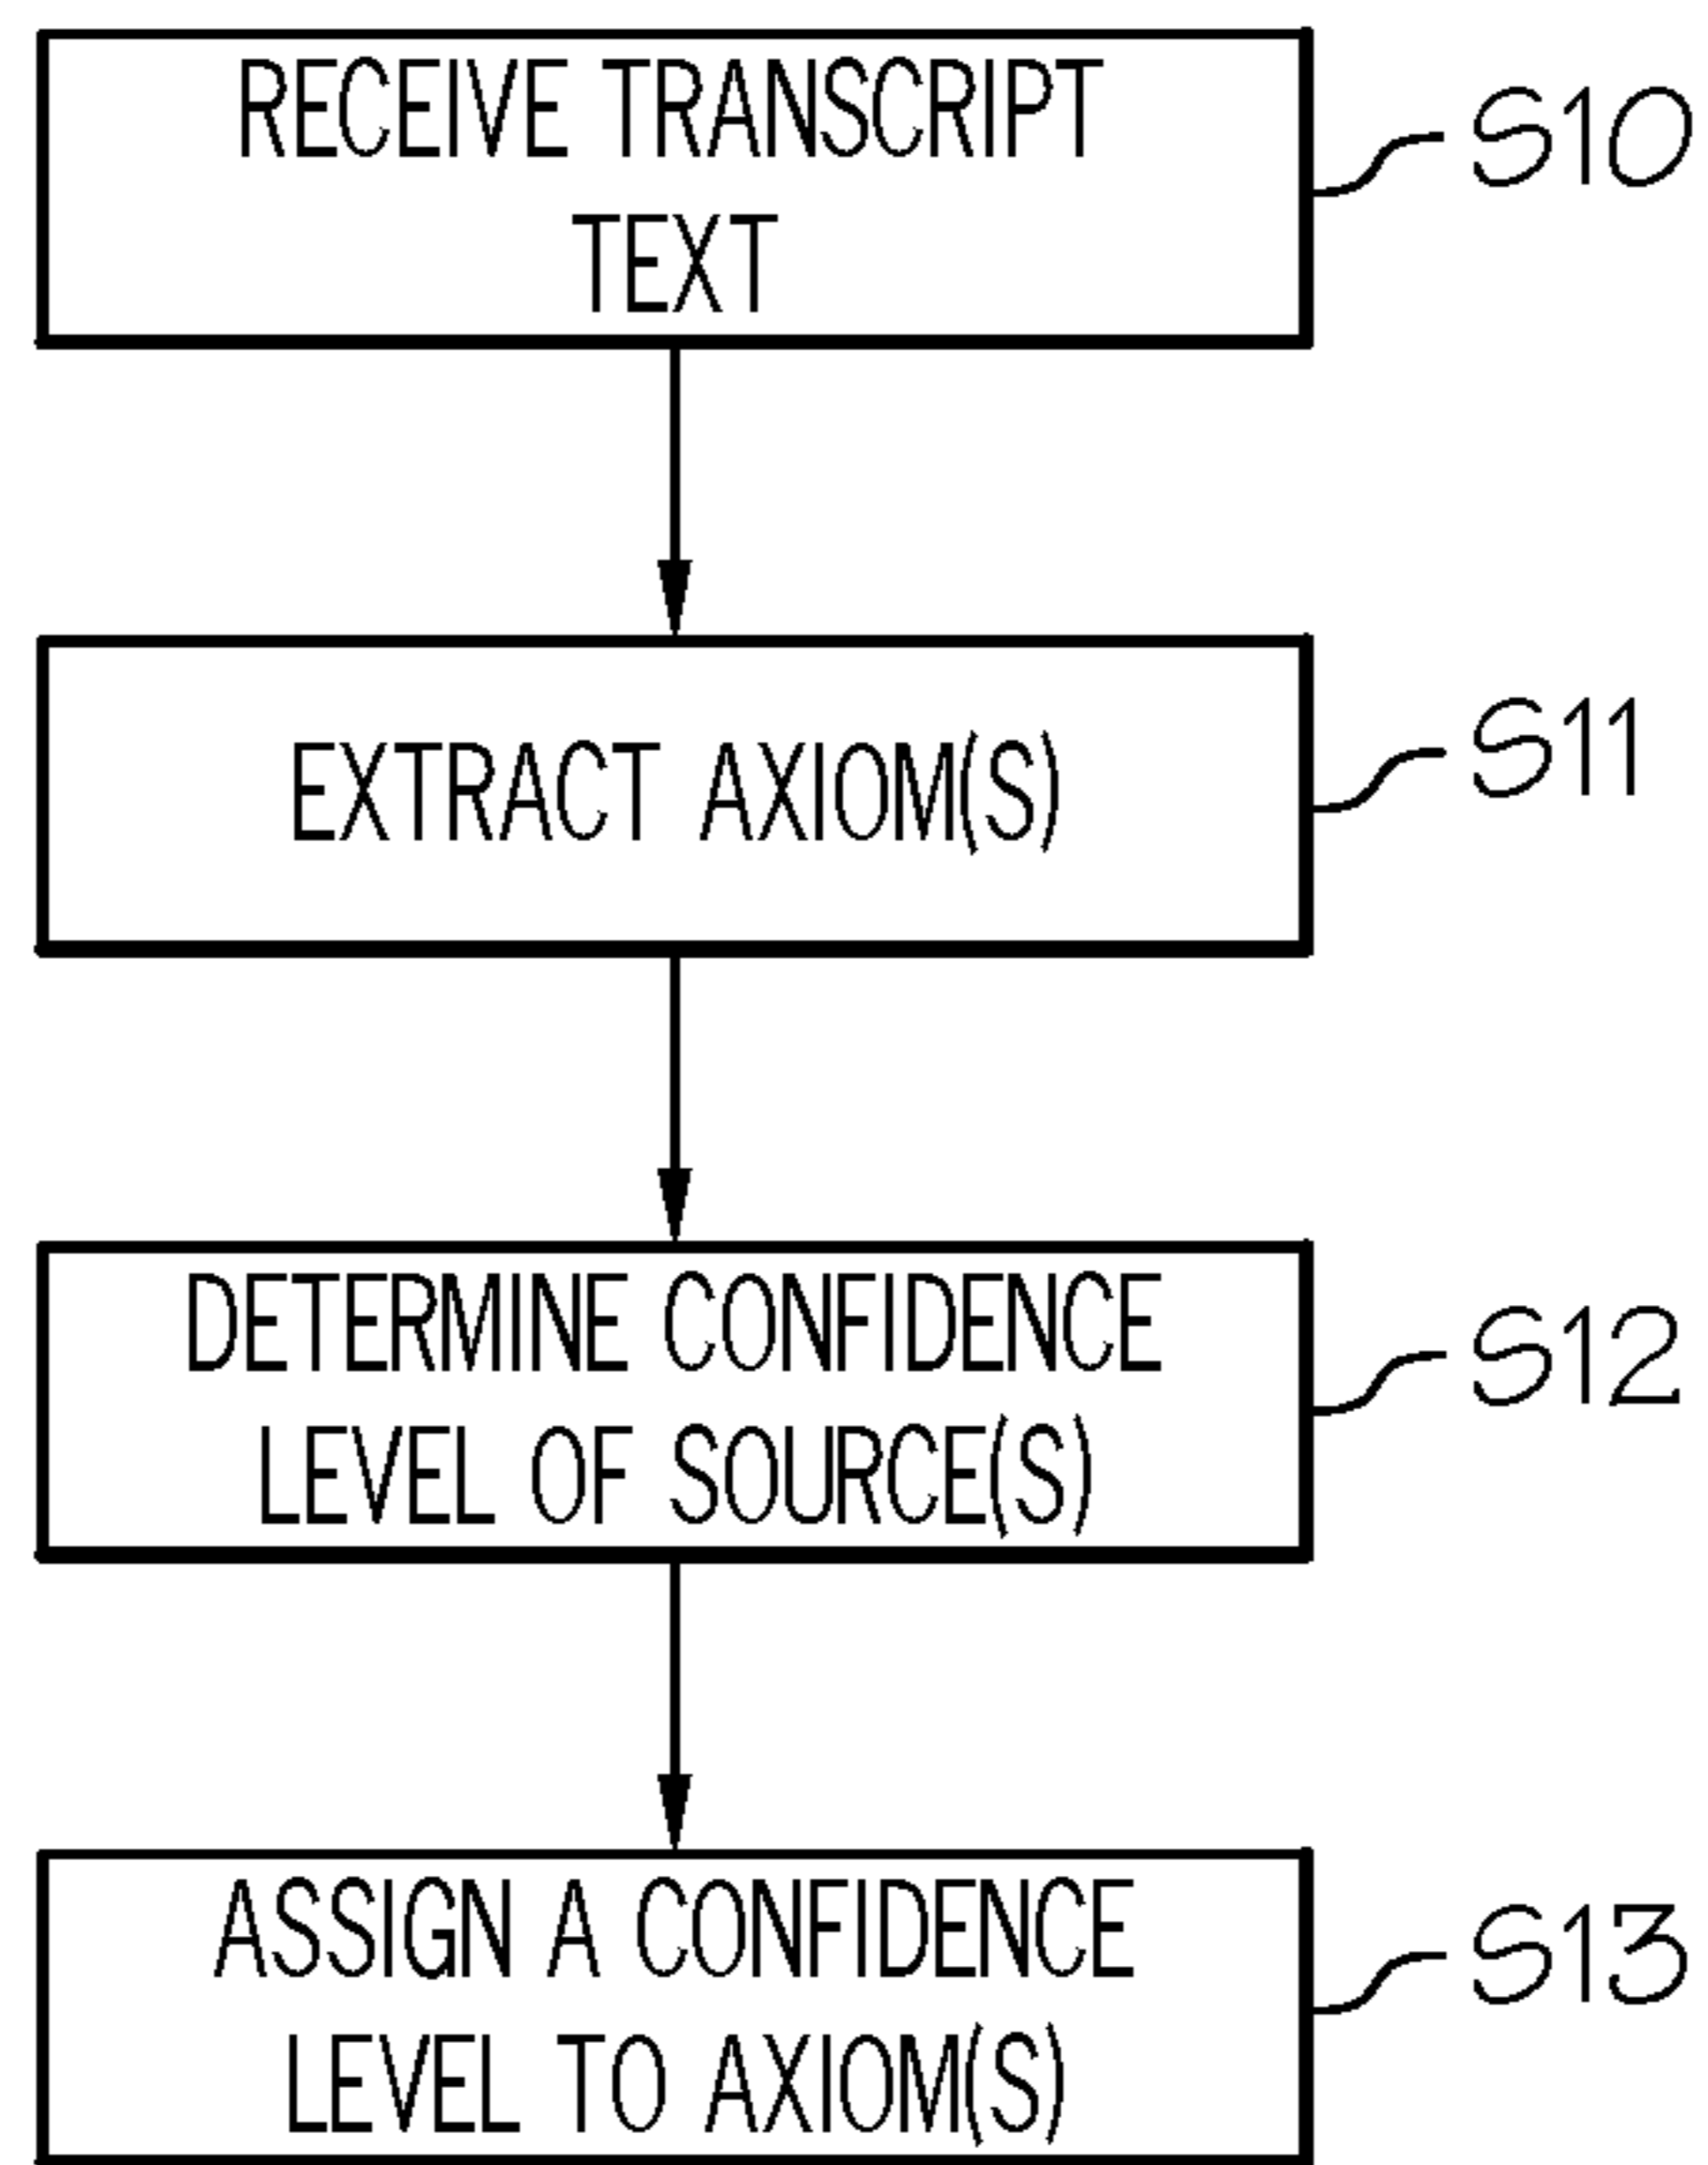 RECEIVE TRANSCRIPT
TEXT
S10
EXTRACT AXIOM(S)
S11
DETERMINE CONFIDENCE
LEVEL OF SOURCE(S)
S12
ASSIGN A CONFIDENCE
LEVEL TO AXIOM(S)
S13